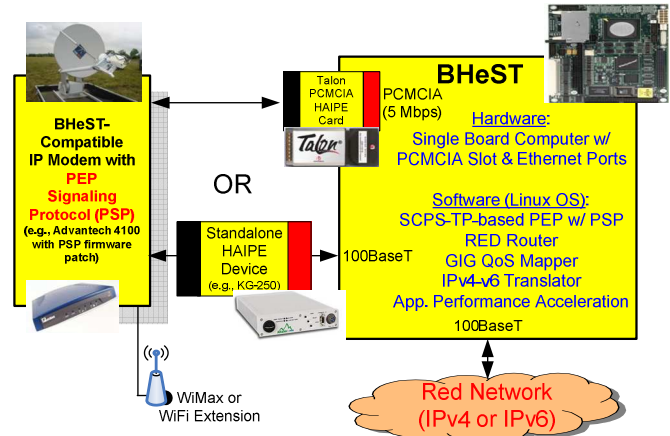 BHeST-
Compatible
IP Modem with
PEP
Signaling
Protocol (PSP)
(e.g., Advantech 4100
with PSP firmware
patch)
WiMax or
WiFi Extension
Talon
PCMCIA
HAIPE
Card
PCMCIA
(5 Mbps)
Talon
OR
Standalone
HAIPE
Device
(e.g., KG-250)
100BaseT
BHeST
Hardware:
Single Board Computer w/
PCMCIA Slot & Ethernet Ports
Software (Linux OS):
SCPS-TP-based PEP w/ PSP
RED Router
GIG QoS Mapper
IPv4-v6 Translator
App. Performance Acceleration
100BaseT
Red Network
(IPv4 or IPv6)